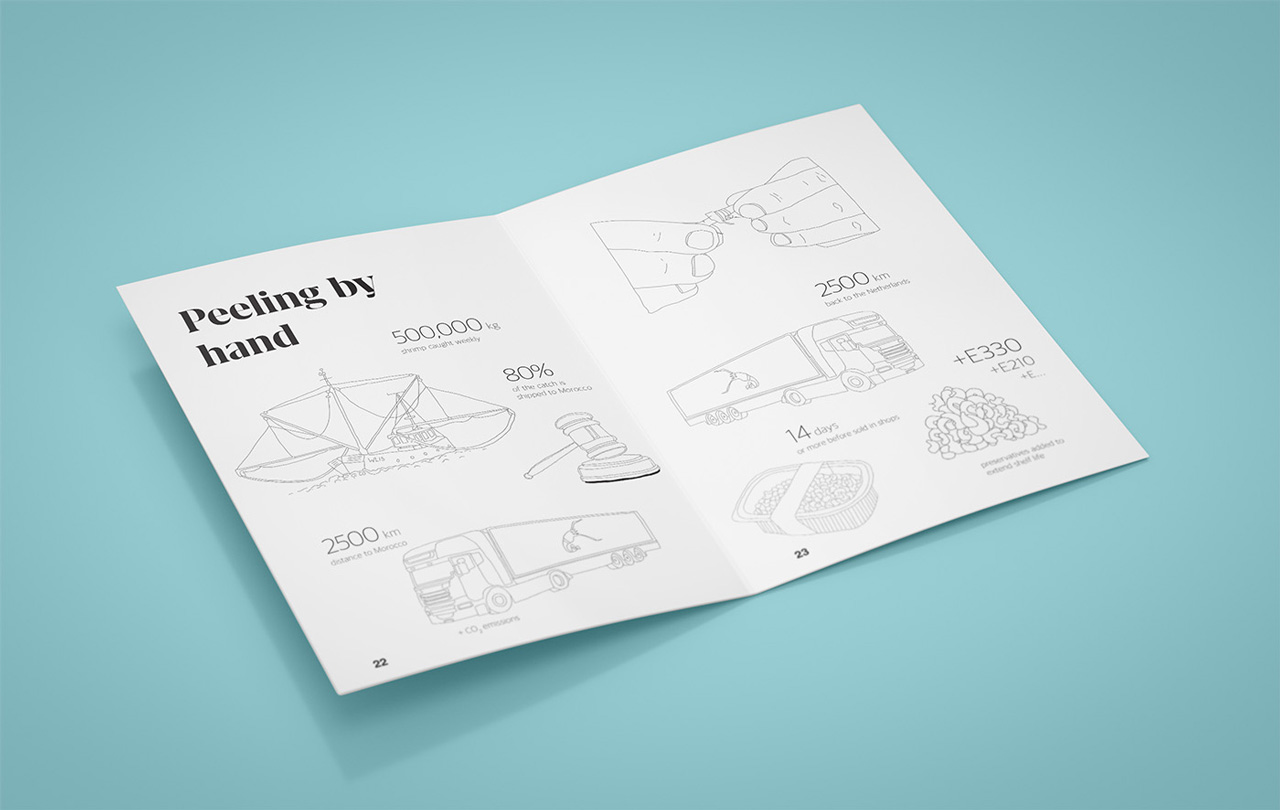 Peeling by
hand
500,000 kg
shrimp caught weekly
80%
of the catch is
shipped to Morocco
WL15
2500 km
distance to Morocco
+ CO2 emissions
22
2500 km
back to the Netherlands
+E330
+E210
+E...
preservatives added to
extend shelf life
14 days
or more before sold in shops
23